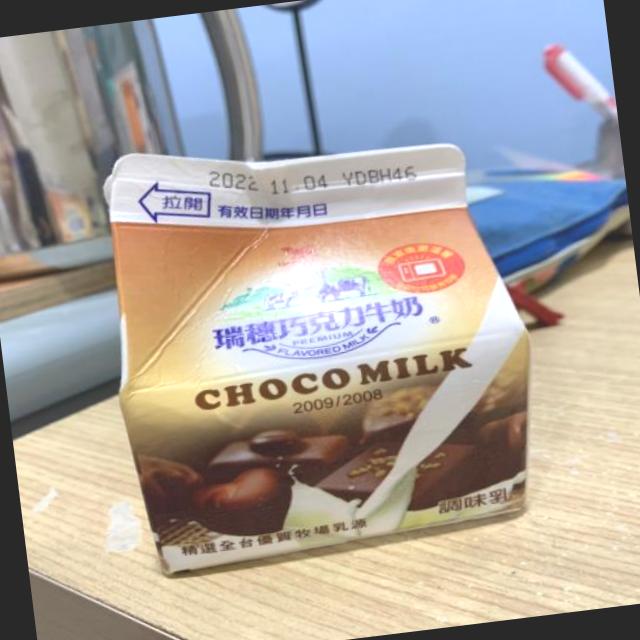 2022 11.04 YDBH46
拉開
有效日期年月日
瑞穗巧克力牛奶
®
PREMIUM
FLAVORED MILK
CHOCO MILK
2009/2008
調味乳
精選全台優質牧場乳源